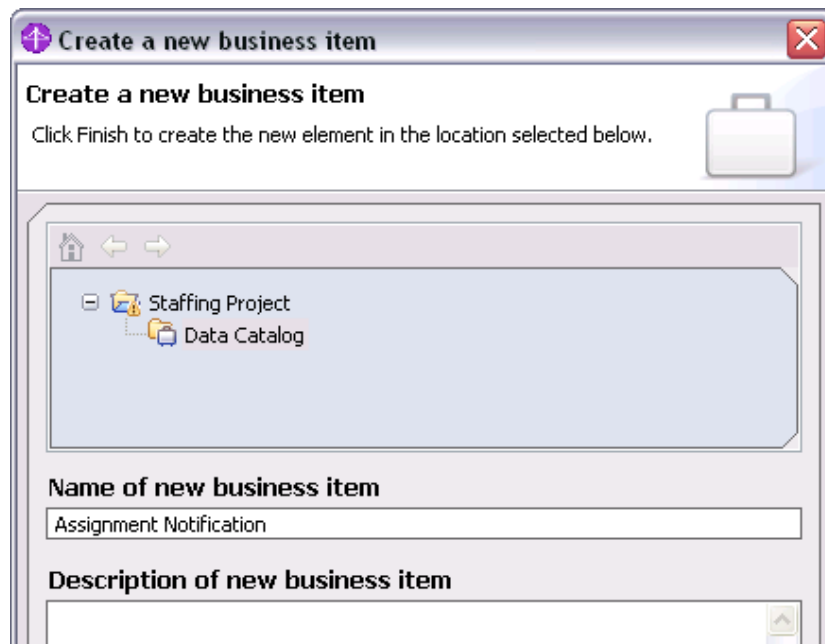 Create a new business item
Create a new business item
Click Finish to create the new element in the location selected below.
Staffing Project
Data Catalog
Name of new business item
Assignment Notification
Description of new business item